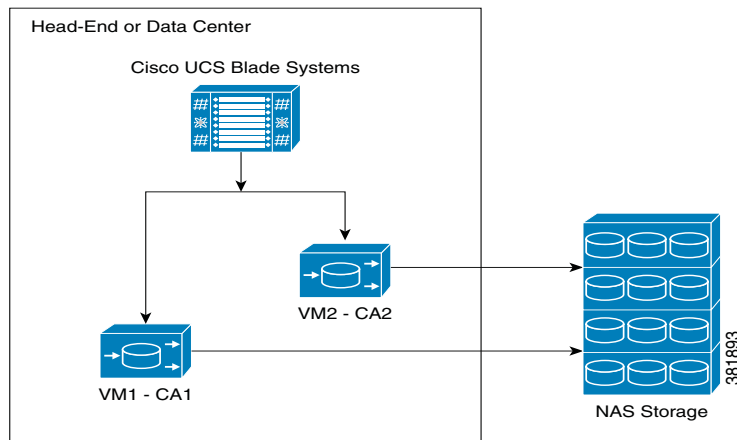 Head-End or Data Center
Cisco UCS Blade Systems
VM2 - CA2
VM1 - CA1
NAS Storage
381893